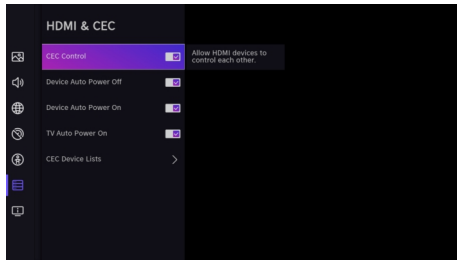 HDMI & CEC
CEC Control
Allow HDMI devices to
control each other.
Device Auto Power Off
Device Auto Power On
TV Auto Power On
CEC Device Lists